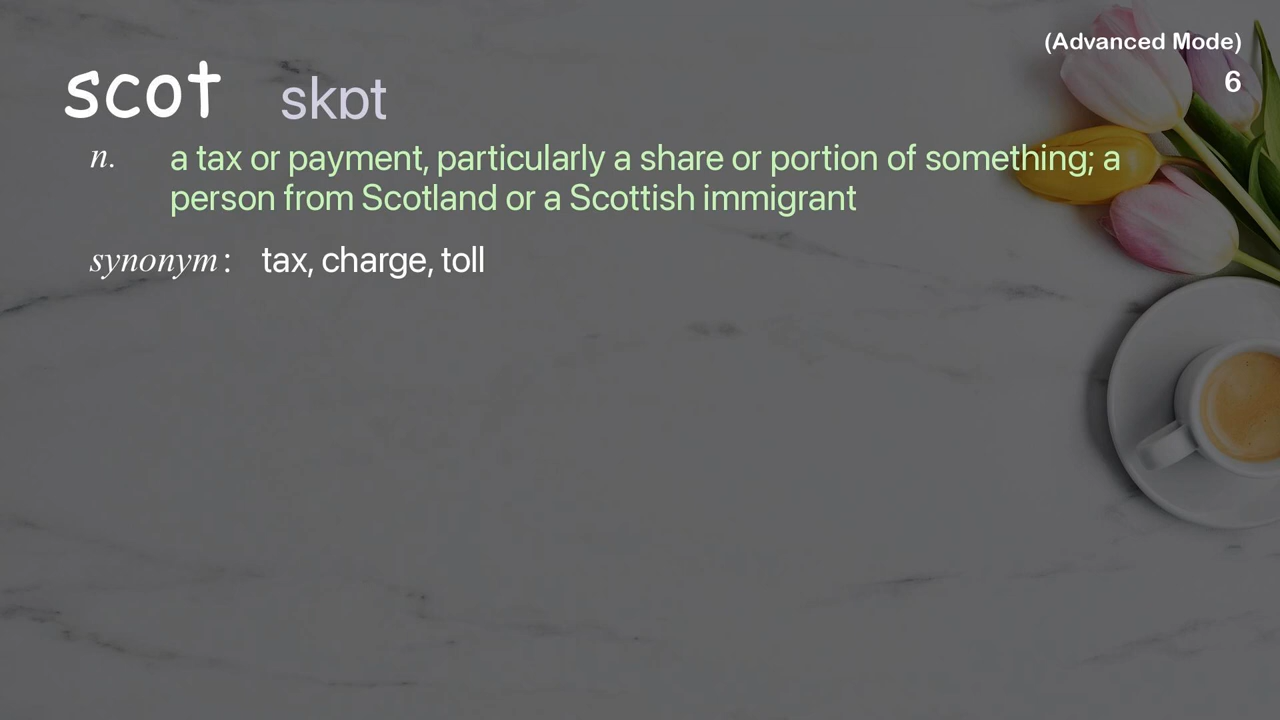 (Advanced Mode)
scot skɒt
6
n. a tax or payment, particularly a share or portion of something; a
person from Scotland or a Scottish immigrant
synonym: tax, charge, toll